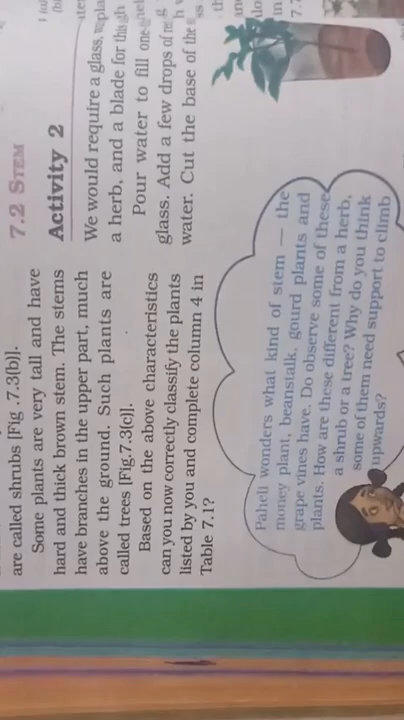 are called shrubs [Fig .7.3(b)].
Some plants are very tall and have
hard and thick brown stem. The stems
have branches in the upper part, much
above the ground. Such plants are
called trees [Fig.7.3(c)].
Based on the above characteristics
can you now correctly classify the plants
listed by you and complete column 4 in
Table 7.1?
Paheli wonders what kind of stem — the
money plant, beanstalk, gourd plants and
grape vines have. Do observe some of these
plants. How are these different from a herb,
a shrub or a tree? Why do you think
some of them need support to climb
upwards?
7.2 STEM
Activity 2
We would require a glass,
a herb, and a blade for
Pour water to fill
glass. Add a few drops of
water. Cut the base of the